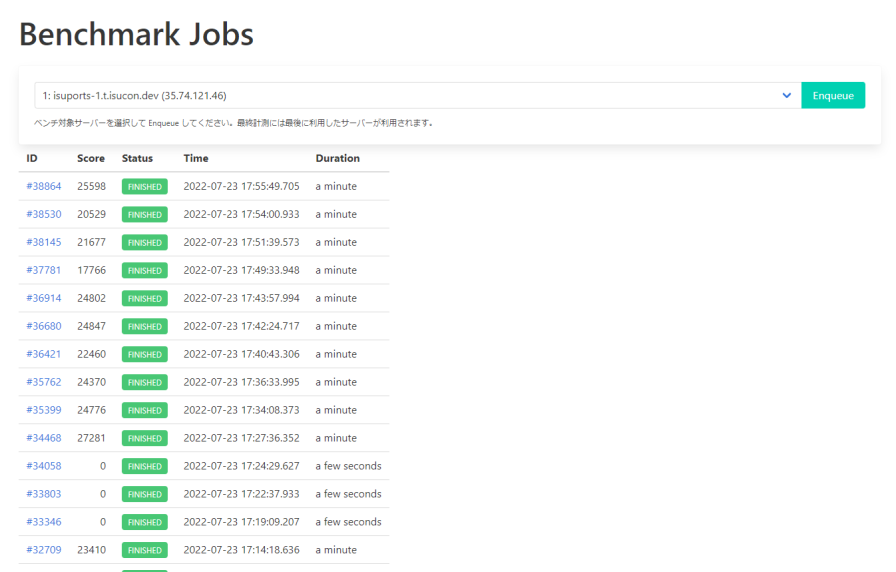 Benchmark Jobs
1: isuports-1.t.isucon.dev (35.74.121.46)
Enqueue
ベンチ対象サーバーを選択して Enqueue してください。最終計測には最後に利用したサーバーが利用されます。
ID Score Status Time Duration
#38864 25598 FINISHED 2022-07-23 17:55:49.705 a minute
#38530 20529 FINISHED 2022-07-23 17:54:00.933 a minute
#38145 21677 FINISHED 2022-07-23 17:51:39.573 a minute
#37781 17766 FINISHED 2022-07-23 17:49:33.948 a minute
#36914 24802 FINISHED 2022-07-23 17:43:57.994 a minute
#36680 24847 FINISHED 2022-07-23 17:42:24.717 a minute
#36421 22460 FINISHED 2022-07-23 17:40:43.306 a minute
#35762 24370 FINISHED 2022-07-23 17:36:33.995 a minute
#35399 24776 FINISHED 2022-07-23 17:34:08.373 a minute
#34468 27281 FINISHED 2022-07-23 17:27:36.352 a minute
#34058 0 FINISHED 2022-07-23 17:24:29.627 a few seconds
#33803 0 FINISHED 2022-07-23 17:22:37.933 a few seconds
#33346 0 FINISHED 2022-07-23 17:19:09.207 a few seconds
#32709 23410 FINISHED 2022-07-23 17:14:18.636 a minute